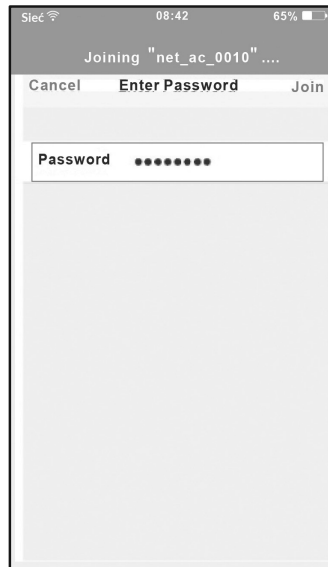 Sieć 08:42 65%
Joining "net_ac_0010" ....
Cancel Enter Password Join
Password ●●●●●●●●